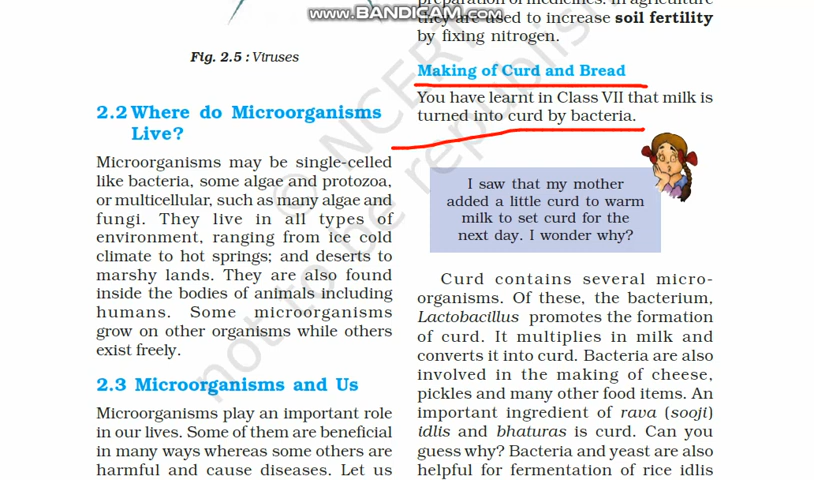 www.BANDICAM.com
Fig. 2.5 : Viruses
2.2 Where do Microorganisms
Live?
Microorganisms may be single-celled
like bacteria, some algae and protozoa,
or multicellular, such as many algae and
fungi. They live in all types of
environment, ranging from ice cold
climate to hot springs; and deserts to
marshy lands. They are also found
inside the bodies of animals including
humans. Some microorganisms
grow on other organisms while others
exist freely.
2.3 Microorganisms and Us
Microorganisms play an important role
in our lives. Some of them are beneficial
in many ways whereas some others are
harmful and cause diseases. Let us
preparation of medicines. In agriculture
they are used to increase soil fertility
by fixing nitrogen.
Making of Curd and Bread
You have learnt in Class VII that milk is
turned into curd by bacteria.
I saw that my mother
added a little curd to warm
milk to set curd for the
next day. I wonder why?
Curd contains several micro-
organisms. Of these, the bacterium,
Lactobacillus promotes the formation
of curd. It multiplies in milk and
converts it into curd. Bacteria are also
involved in the making of cheese,
pickles and many other food items. An
important ingredient of rava (sooji)
idlis and bhaturas is curd. Can you
guess why? Bacteria and yeast are also
helpful for fermentation of rice idlis
© NCERT
not to be republis